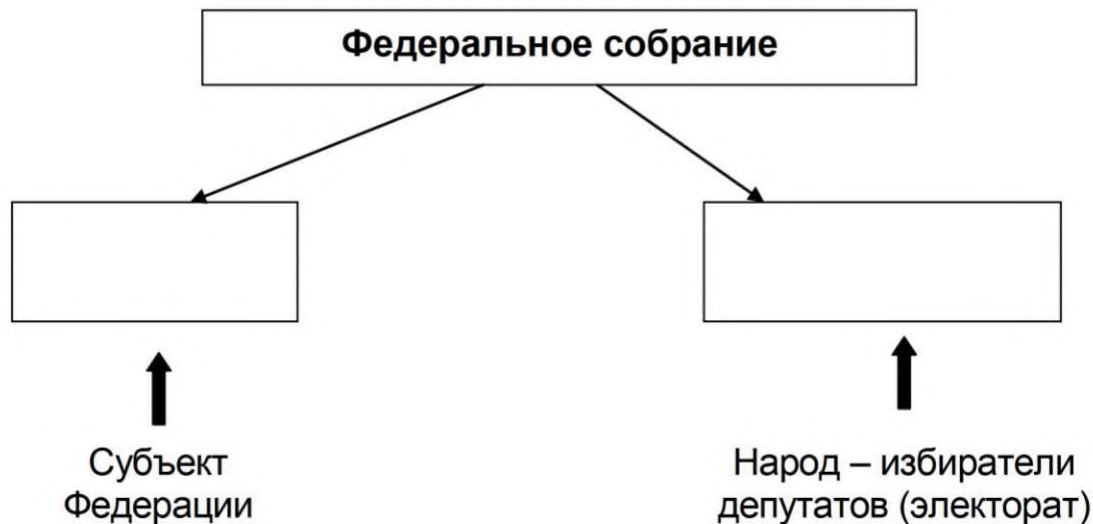 Федеральное собрание
Субъект
Федерации
Народ – избиратели
депутатов (электорат)